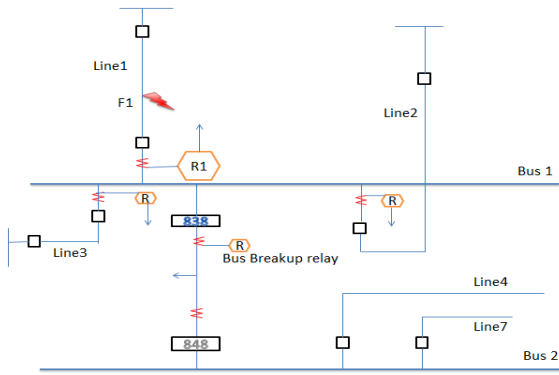 Line1
F1
Line2
R1
Bus 1
R
R
838
Line3
R
Bus Breakup relay
Line4
Line7
848
Bus 2